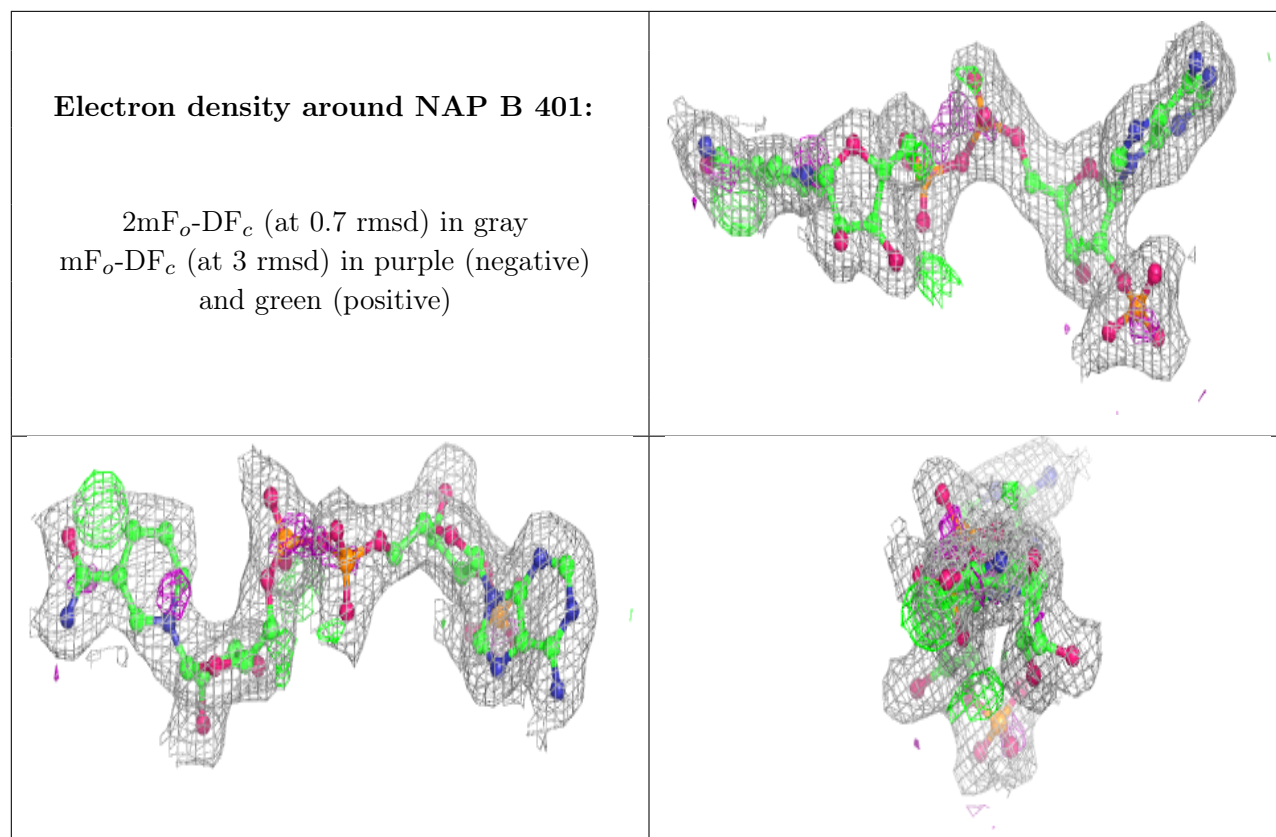 Electron density around NAP B 401:
2mFo-DFc (at 0.7 rmsd) in gray
mFo-DFc (at 3 rmsd) in purple (negative)
and green (positive)